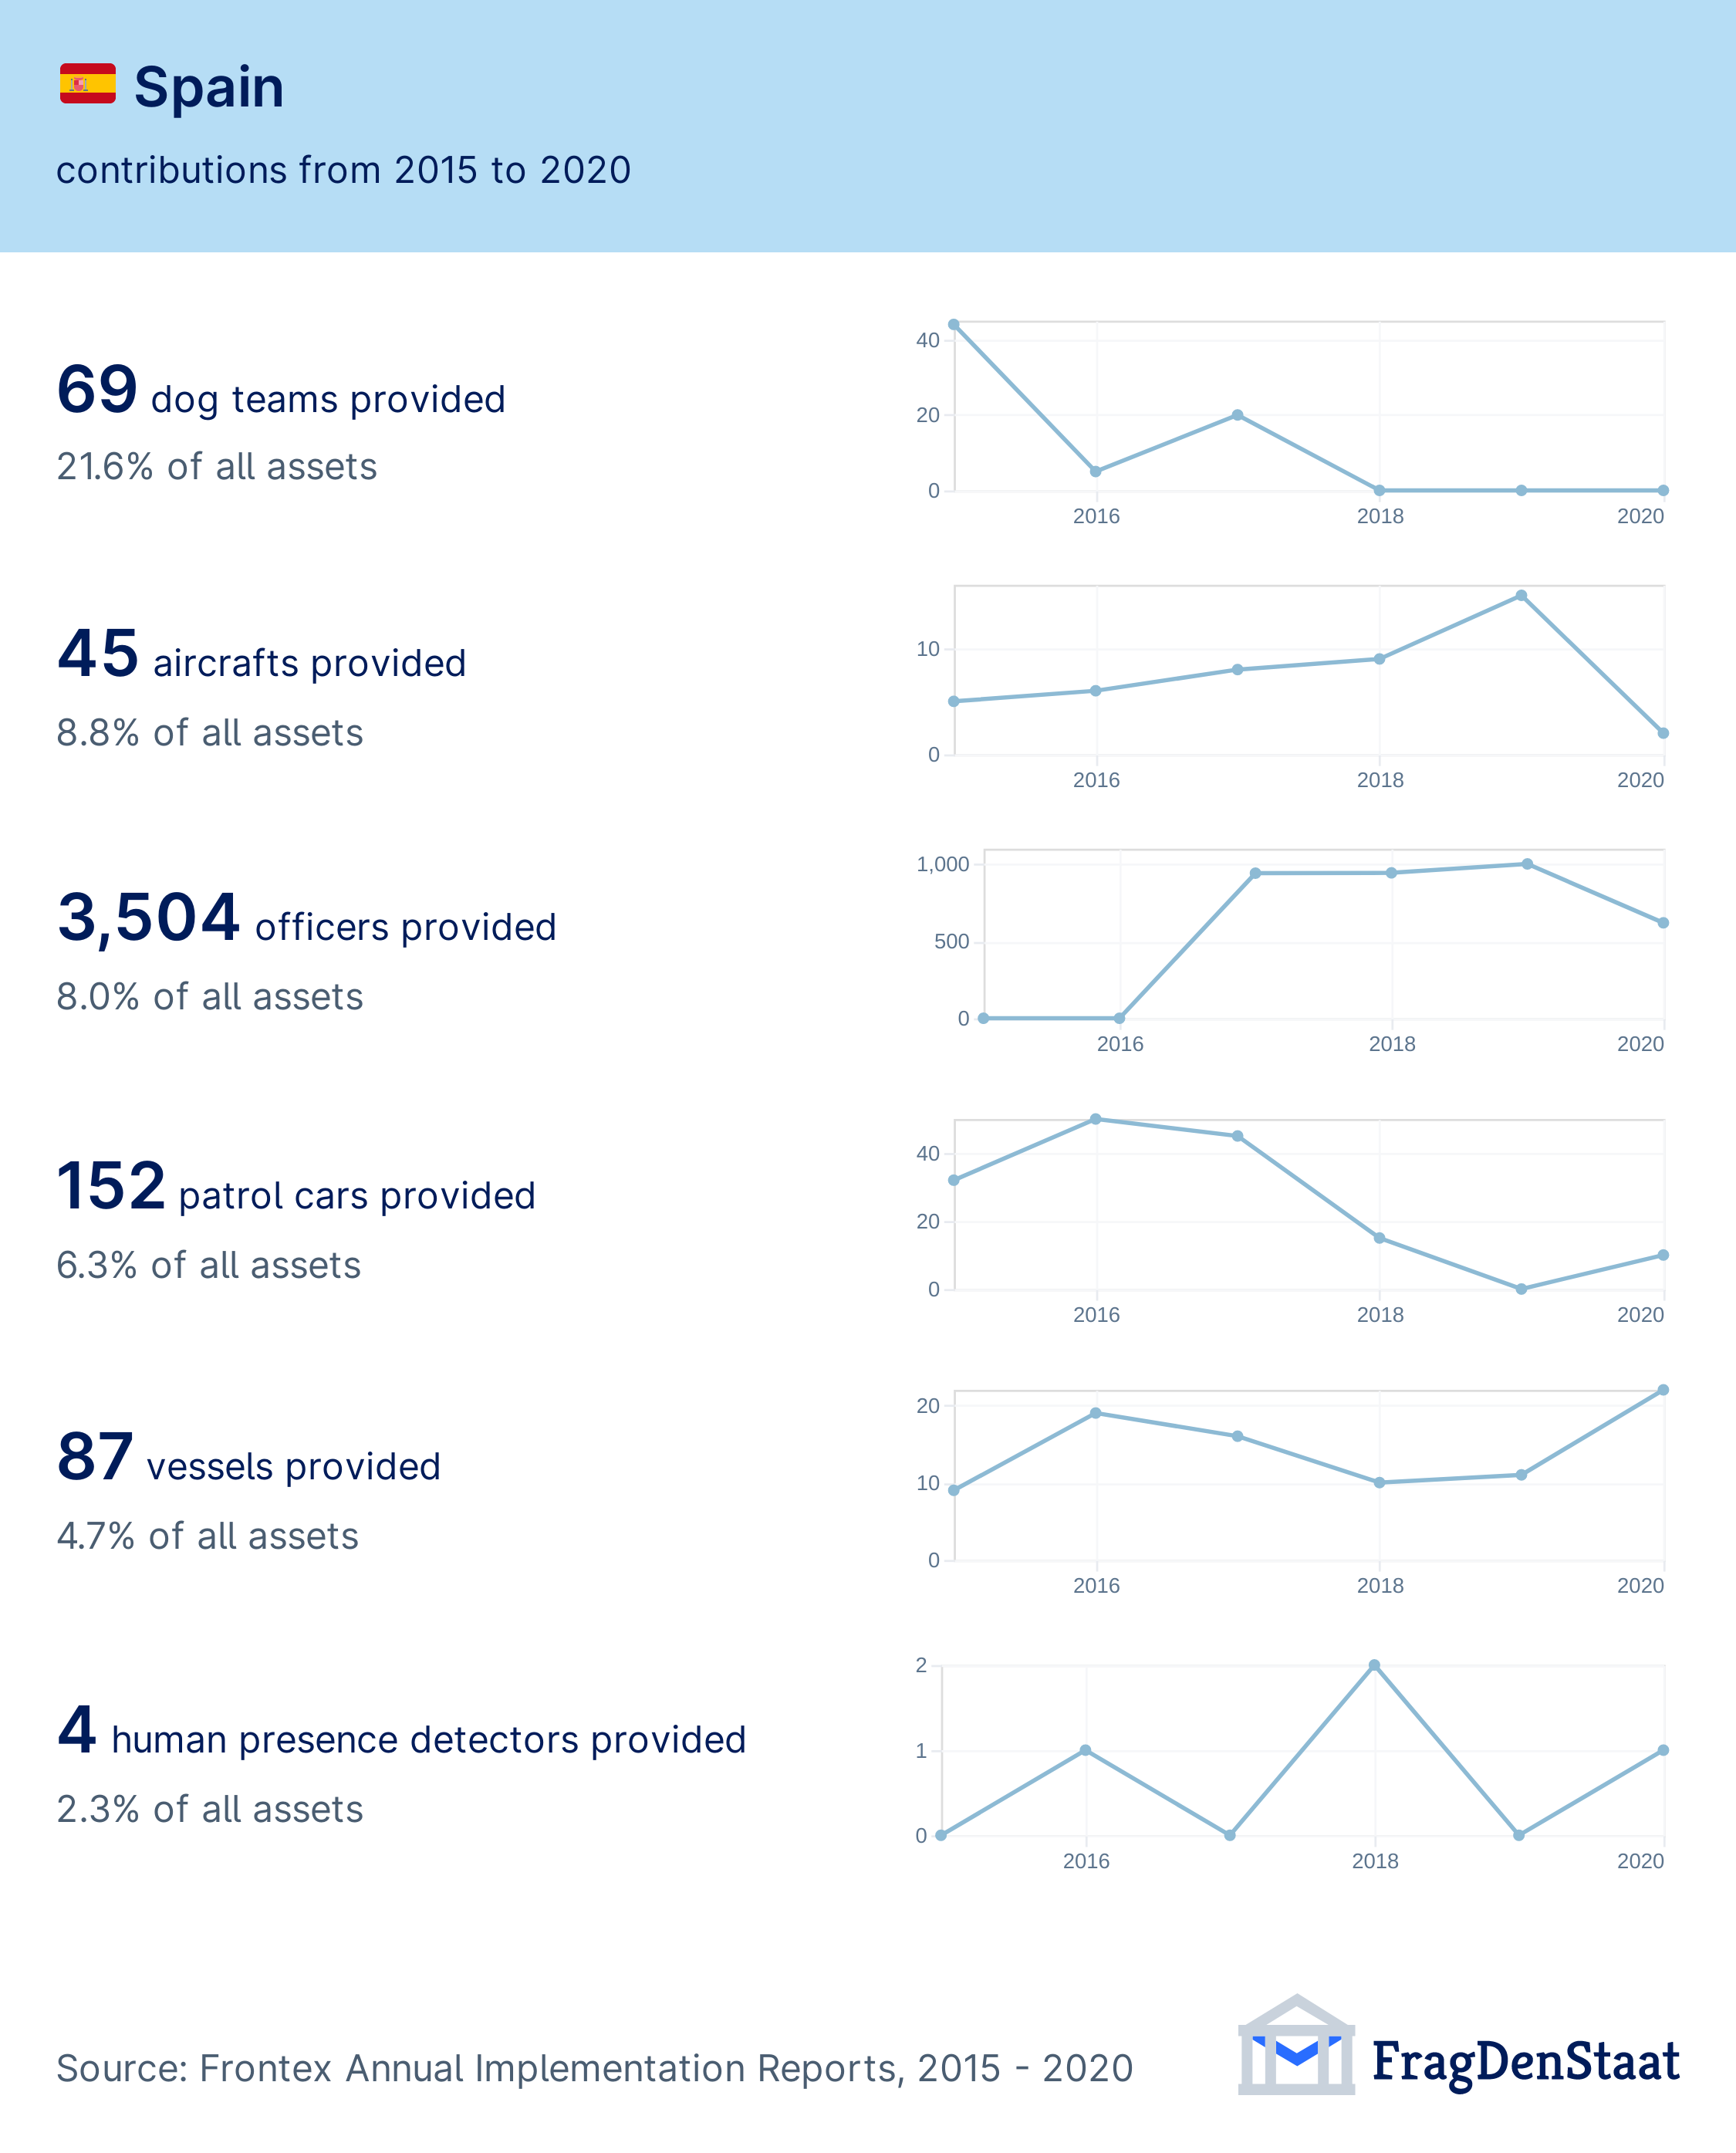 Spain
contributions from 2015 to 2020
69 dog teams provided
21.6% of all assets
40
20
0
2016 2018 2020
45 aircrafts provided
8.8% of all assets
10
0
2016 2018 2020
3,504 officers provided
8.0% of all assets
1,000
500
0
2016 2018 2020
152 patrol cars provided
6.3% of all assets
40
20
0
2016 2018 2020
87 vessels provided
4.7% of all assets
20
10
0
2016 2018 2020
4 human presence detectors provided
2.3% of all assets
2
1
0
2016 2018 2020
Source: Frontex Annual Implementation Reports, 2015 - 2020
FragDenStaat